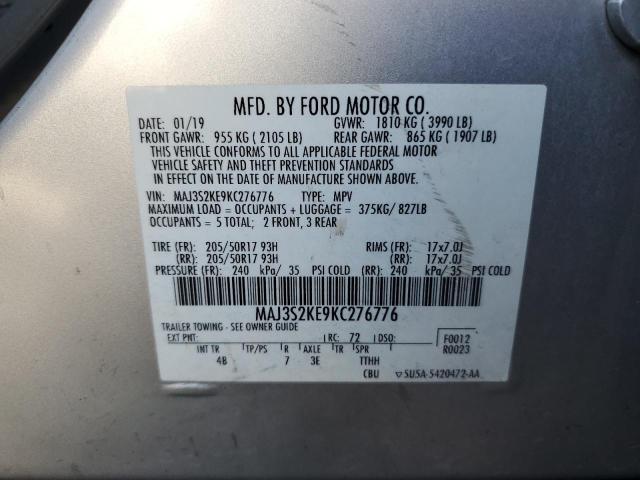 MFD. BY FORD MOTOR CO.
DATE: 01/19 GVWR: 1810 KG ( 3990 LB)
FRONT GAWR: 955 KG ( 2105 LB) REAR GAWR: 865 KG ( 1907 LB)
THIS VEHICLE CONFORMS TO ALL APPLICABLE FEDERAL MOTOR
VEHICLE SAFETY AND THEFT PREVENTION STANDARDS
IN EFFECT ON THE DATE OF MANUFACTURE SHOWN ABOVE.
VIN: MAJ3S2KE9KC276776 TYPE: MPV
MAXIMUM LOAD = OCCUPANTS + LUGGAGE = 375KG/ 827LB
OCCUPANTS = 5 TOTAL; 2 FRONT, 3 REAR
TIRE (FR): 205/50R17 93H RIMS (FR): 17x7.0J
(RR): 205/50R17 93H (RR): 17x7.0J
PRESSURE (FR): 240 kPa/ 35 PSI COLD (RR): 240 kPa/ 35 PSI COLD
MAJ3S2KE9KC276776
TRAILER TOWING - SEE OWNER GUIDE
EXT PNT: RC: 72 DSO: F0012
R0023
INT TR TP/PS R AXLE TR SPR
4B 7 3E TTHH
CBU ▽5U5A-5420472-AA